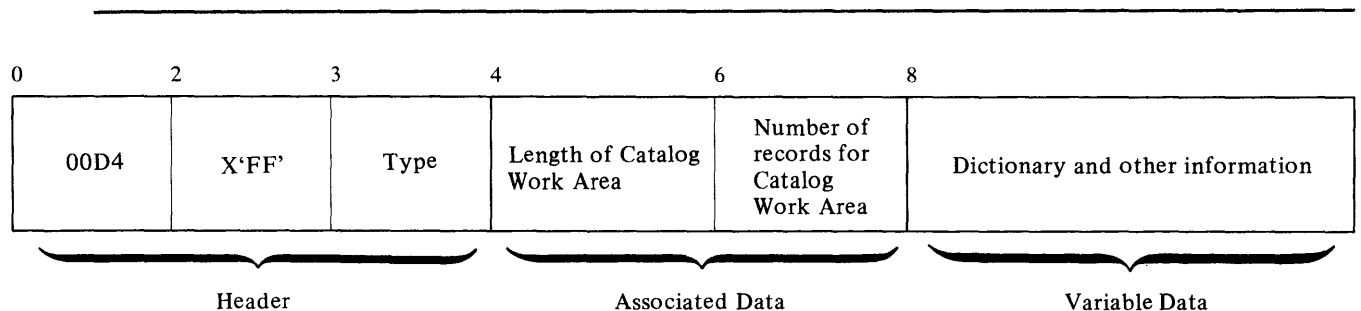 0 2 3 4 6 8
00D4
X‘FF’
Type
Length of Catalog
Work Area
Number of
records for
Catalog
Work Area
Dictionary and other information
Header
Associated Data
Variable Data